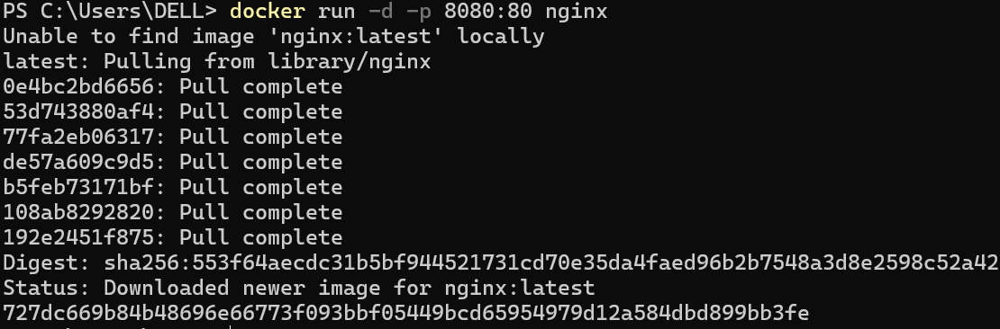 PS C:\Users\DELL> docker run -d -p 8080:80 nginx
Unable to find image 'nginx:latest' locally
latest: Pulling from library/nginx
0e4bc2bd6656: Pull complete
53d743880af4: Pull complete
77fa2eb06317: Pull complete
de57a609c9d5: Pull complete
b5feb73171bf: Pull complete
108ab8292820: Pull complete
192e2451f875: Pull complete
Digest: sha256:553f64aecdc31b5bf944521731cd70e35da4faed96b2b7548a3d8e2598c52a42
Status: Downloaded newer image for nginx:latest
727dc669b84b48696e66773f093bbf05449bcd65954979d12a584dbd899bb3fe